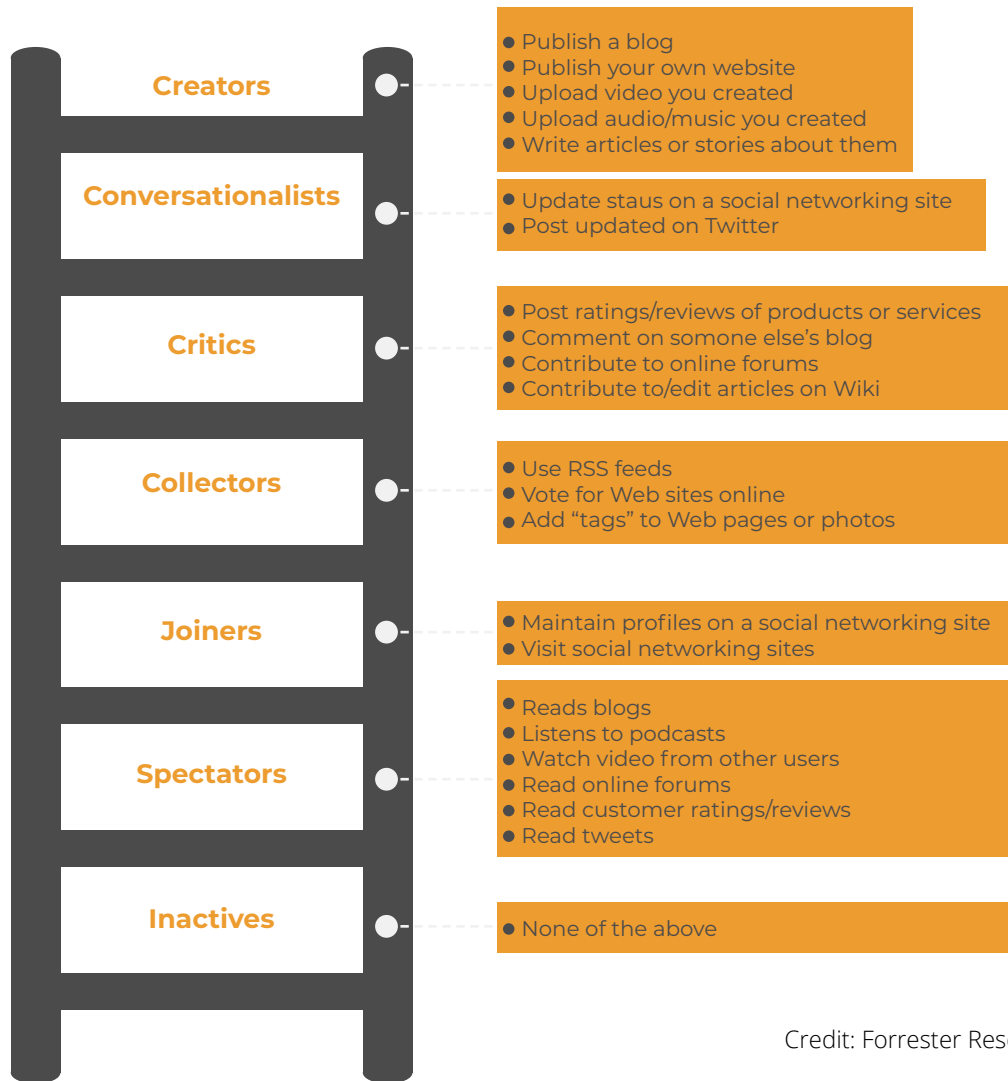 Creators
• Publish a blog
• Publish your own website
• Upload video you created
• Upload audio/music you created
• Write articles or stories about them
Conversationalists
• Update staus on a social networking site
• Post updated on Twitter
Critics
• Post ratings/reviews of products or services
• Comment on somone else’s blog
• Contribute to online forums
• Contribute to/edit articles on Wiki
Collectors
• Use RSS feeds
• Vote for Web sites online
• Add “tags” to Web pages or photos
Joiners
• Maintain profiles on a social networking site
• Visit social networking sites
Spectators
• Reads blogs
• Listens to podcasts
• Watch video from other users
• Read online forums
• Read customer ratings/reviews
• Read tweets
Inactives
• None of the above
Credit: Forrester